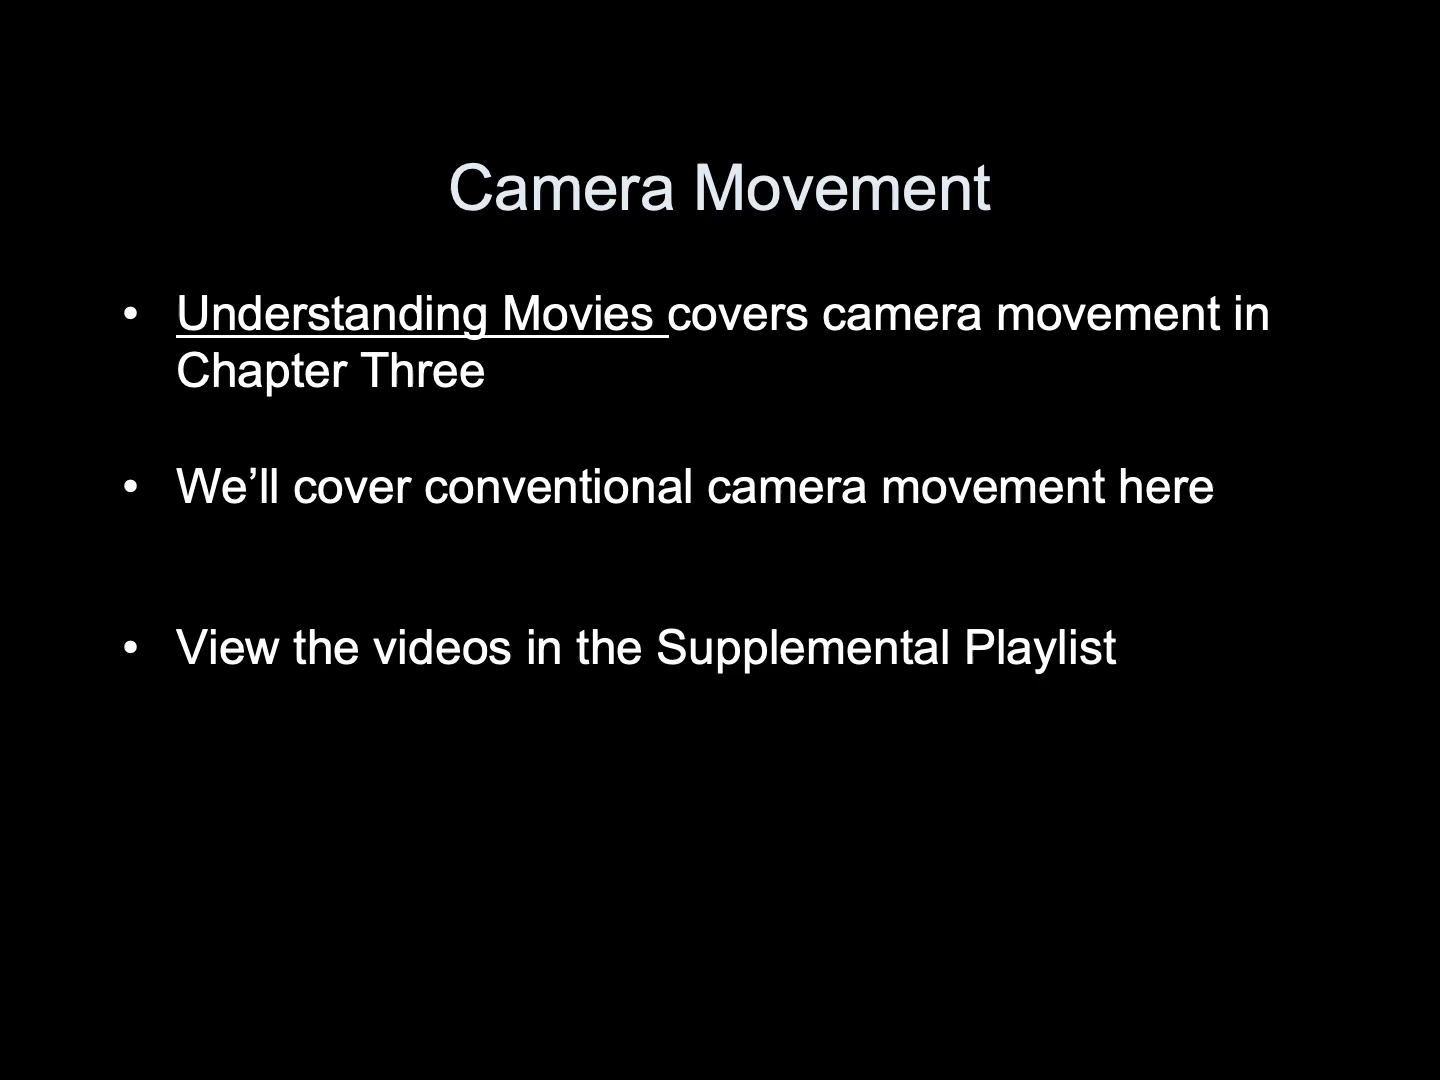 Camera Movement
• Understanding Movies covers camera movement in
Chapter Three
• We’ll cover conventional camera movement here
• View the videos in the Supplemental Playlist